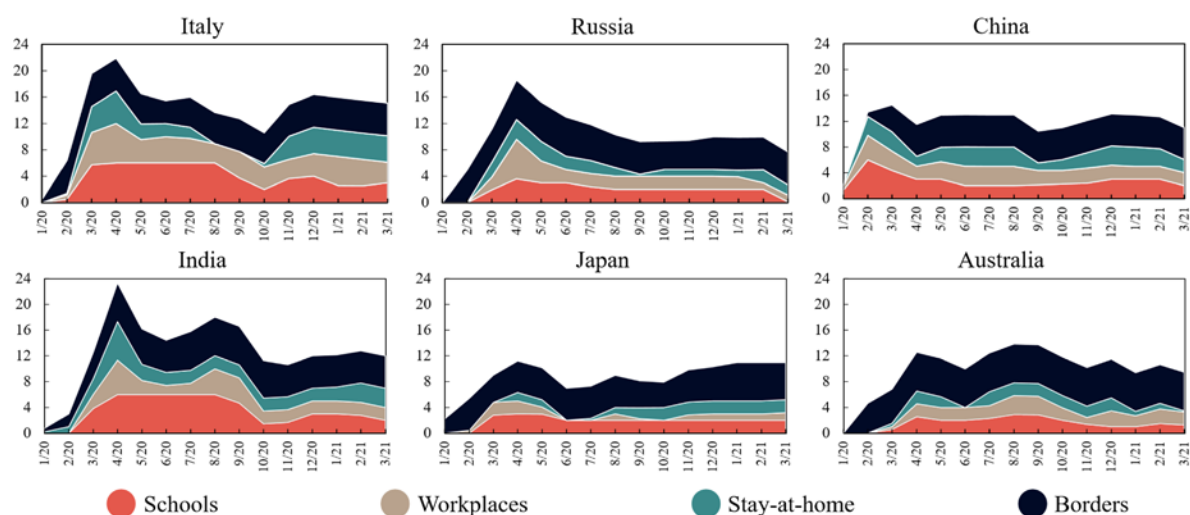 Italy Russia China
24 24 24
20 20 20
16 16 16
12 12 12
8 8 8
4 4 4
0 0 0
1/20 2/20 3/20 4/20 5/20 6/20 7/20 8/20 9/20 10/20 11/20 12/20 1/21 2/21 3/21 1/20 2/20 3/20 4/20 5/20 6/20 7/20 8/20 9/20 10/20 11/20 12/20 1/21 2/21 3/21 1/20 2/20 3/20 4/20 5/20 6/20 7/20 8/20 9/20 10/20 11/20 12/20 1/21 2/21 3/21
India Japan Australia
24 24 24
20 20 20
16 16 16
12 12 12
8 8 8
4 4 4
0 0 0
1/20 2/20 3/20 4/20 5/20 6/20 7/20 8/20 9/20 10/20 11/20 12/20 1/21 2/21 3/21 1/20 2/20 3/20 4/20 5/20 6/20 7/20 8/20 9/20 10/20 11/20 12/20 1/21 2/21 3/21 1/20 2/20 3/20 4/20 5/20 6/20 7/20 8/20 9/20 10/20 11/20 12/20 1/21 2/21 3/21
Schools Workplaces Stay-at-home Borders